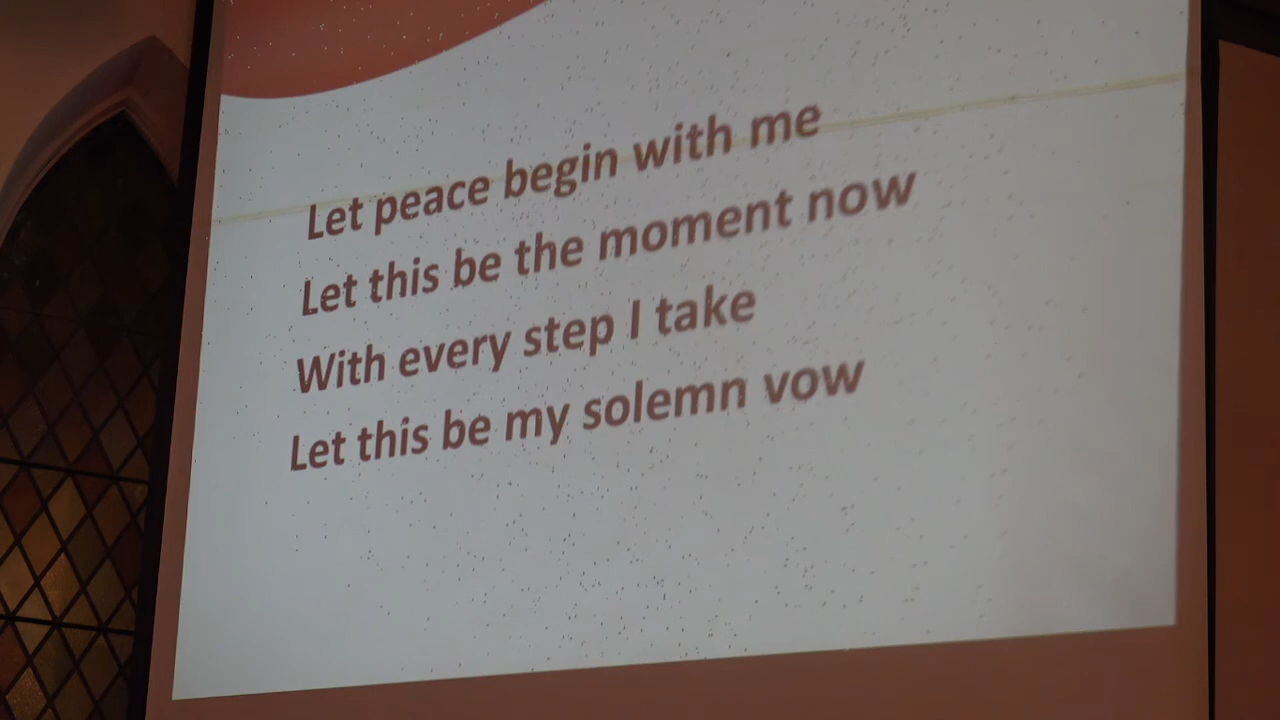 Let peace begin with me
Let this be the moment now
With every step I take
Let this be my solemn vow